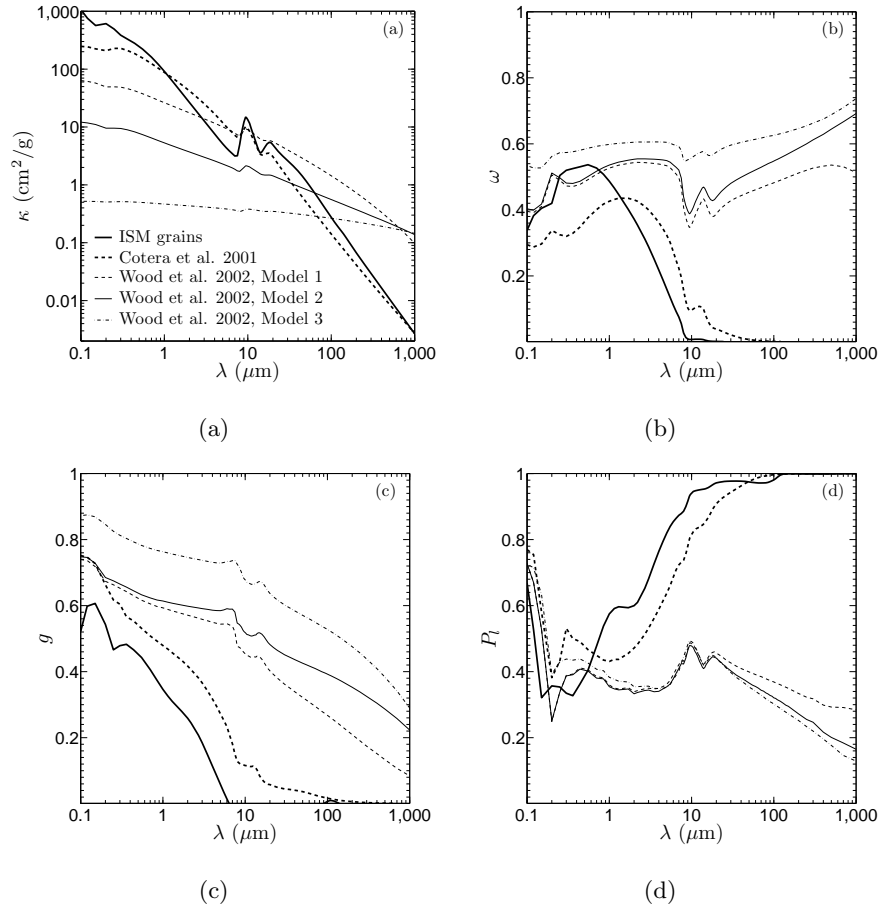 1,000
100
10
1
0.1
0.01
κ (cm²/g)
(a)
ISM grains
Cotera et al. 2001
Wood et al. 2002, Model 1
Wood et al. 2002, Model 2
Wood et al. 2002, Model 3
0.1 1 10 100 1,000
λ (μm)
(a)
1
0.8
0.6
0.4
0.2
ω
(b)
0.1 1 10 100 1,000
λ (μm)
(b)
1
0.8
0.6
0.4
0.2
g
(c)
0.1 1 10 100 1,000
λ (μm)
(c)
1
0.8
0.6
0.4
0.2
P_l
(d)
0.1 1 10 100 1,000
λ (μm)
(d)